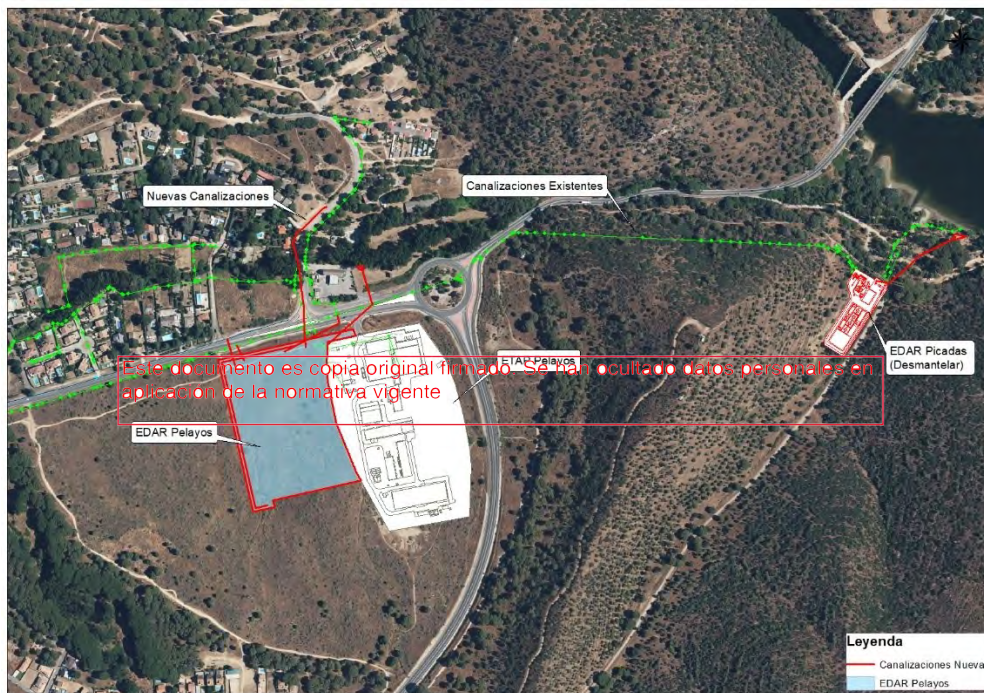 Nuevas Canalizaciones
Canalizaciones Existentes
EDAR Picadas
(Desmantelar)
ETAP Pelayos
Este documento es copia original firmado. Se han ocultado datos personales en
aplicación de la normativa vigente
EDAR Pelayos
Leyenda
Canalizaciones Nueva
EDAR Pelayos